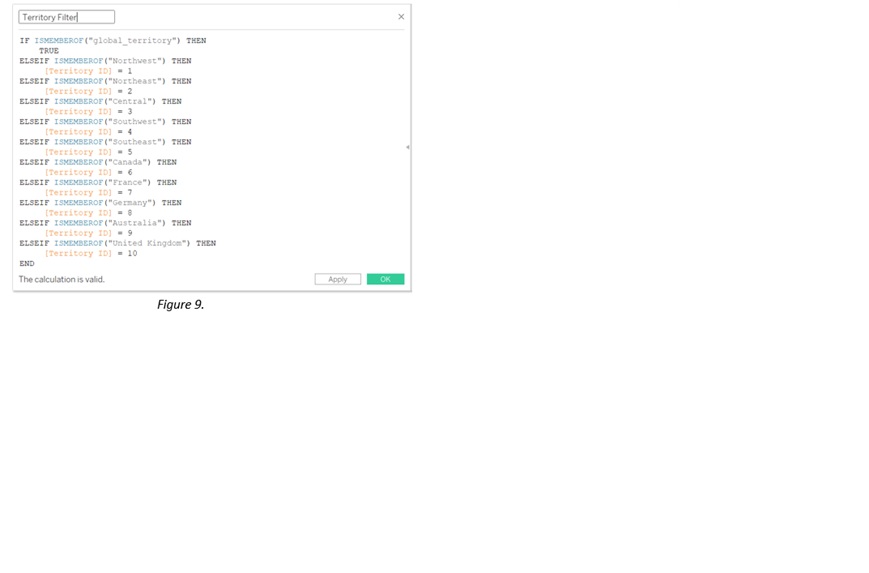 Territory Filter
×
IF ISMEMBEROF("global_territory") THEN
TRUE
ELSEIF ISMEMBEROF("Northwest") THEN
[Territory ID] = 1
ELSEIF ISMEMBEROF("Northeast") THEN
[Territory ID] = 2
ELSEIF ISMEMBEROF("Central") THEN
[Territory ID] = 3
ELSEIF ISMEMBEROF("Southwest") THEN
[Territory ID] = 4
ELSEIF ISMEMBEROF("Southeast") THEN
[Territory ID] = 5
ELSEIF ISMEMBEROF("Canada") THEN
[Territory ID] = 6
ELSEIF ISMEMBEROF("France") THEN
[Territory ID] = 7
ELSEIF ISMEMBEROF("Germany") THEN
[Territory ID] = 8
ELSEIF ISMEMBEROF("Australia") THEN
[Territory ID] = 9
ELSEIF ISMEMBEROF("United Kingdom") THEN
[Territory ID] = 10
END
The calculation is valid. Apply OK
Figure 9.